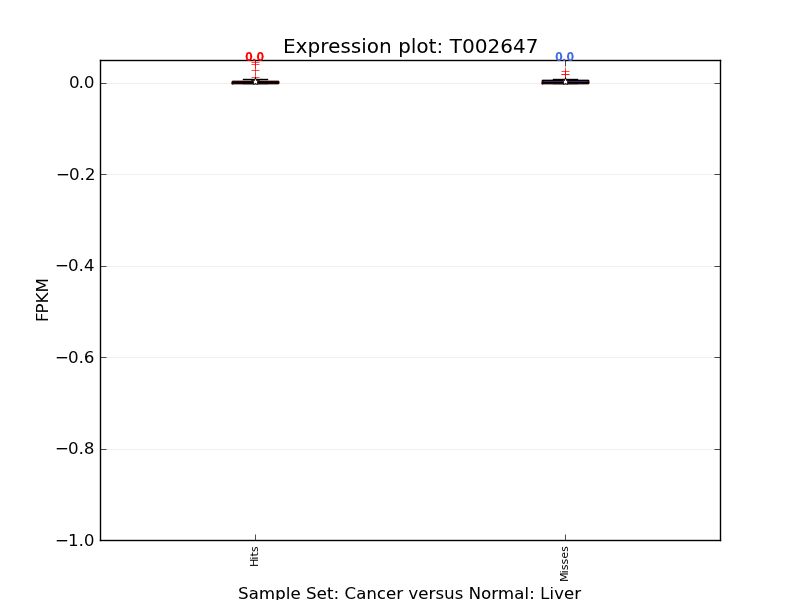 Expression plot: T002647
0.0 0.0
0.0
−0.2
−0.4
−0.6
−0.8
−1.0
FPKM
Hits Misses
Sample Set: Cancer versus Normal: Liver